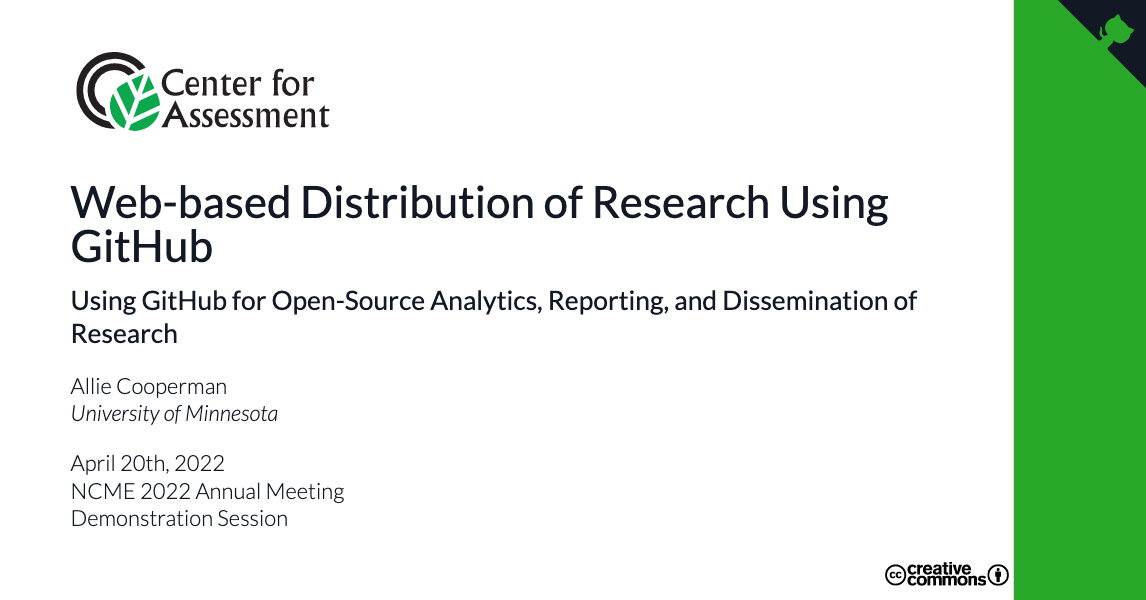 Center for
Assessment
Web-based Distribution of Research Using
GitHub
Using GitHub for Open-Source Analytics, Reporting, and Dissemination of
Research
Allie Cooperman
University of Minnesota
April 20th, 2022
NCME 2022 Annual Meeting
Demonstration Session
cc creative
commons